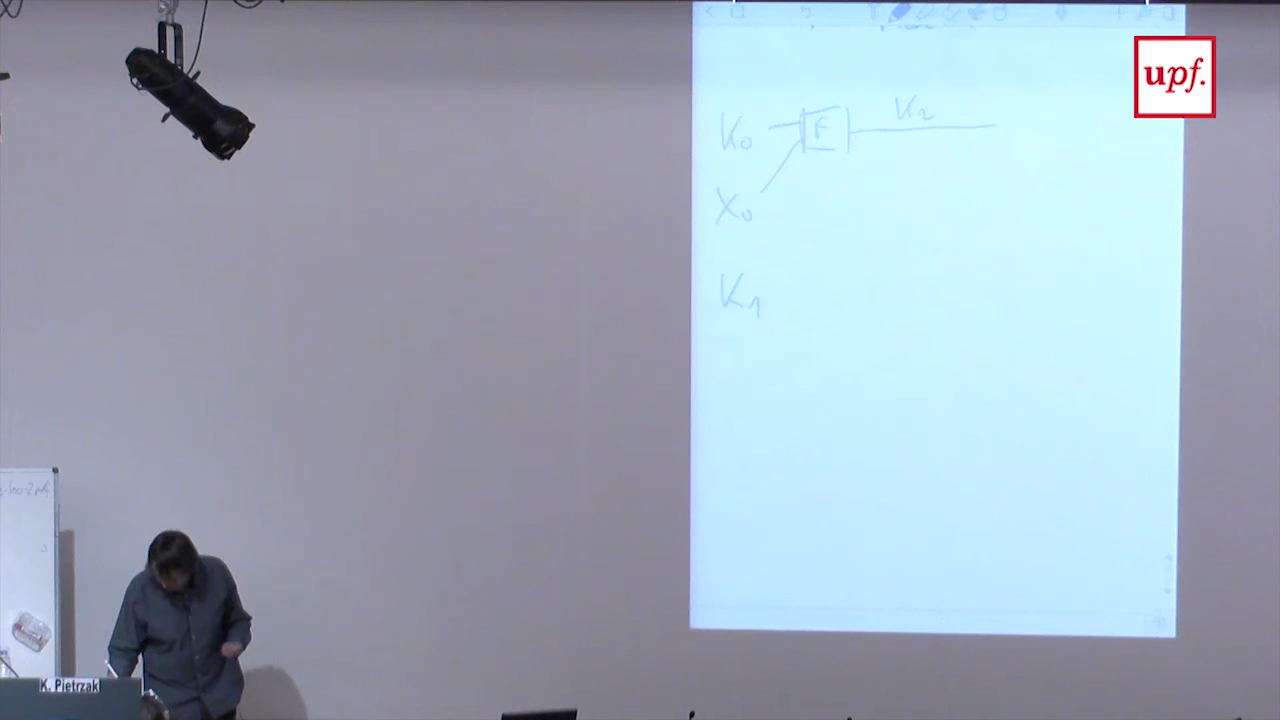 upf.
K₀ F K₂
X₀
K₁
K. Pietrzak